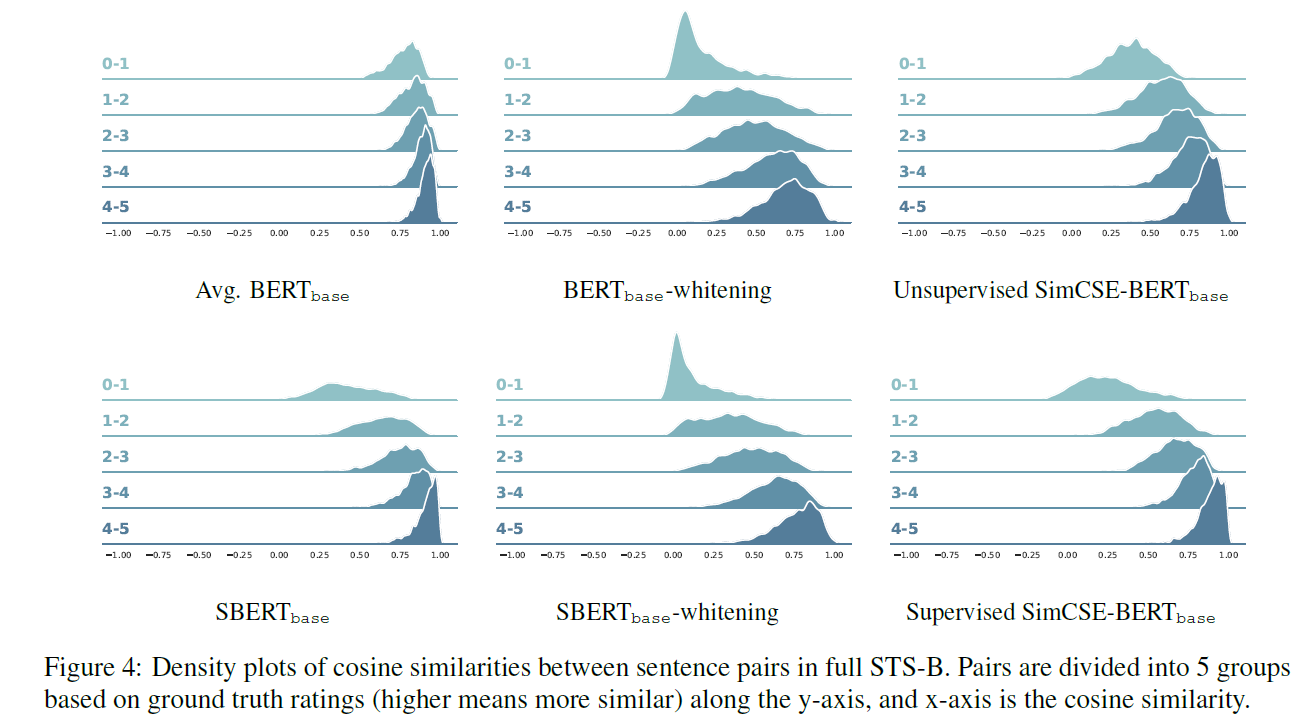 0-1
1-2
2-3
3-4
4-5
−1.00 −0.75 −0.50 −0.25 0.00 0.25 0.50 0.75 1.00
Avg. BERTbase
0-1
1-2
2-3
3-4
4-5
−1.00 −0.75 −0.50 −0.25 0.00 0.25 0.50 0.75 1.00
BERTbase-whitening
0-1
1-2
2-3
3-4
4-5
−1.00 −0.75 −0.50 −0.25 0.00 0.25 0.50 0.75 1.00
Unsupervised SimCSE-BERTbase
0-1
1-2
2-3
3-4
4-5
−1.00 −0.75 −0.50 −0.25 0.00 0.25 0.50 0.75 1.00
SBERTbase
0-1
1-2
2-3
3-4
4-5
−1.00 −0.75 −0.50 −0.25 0.00 0.25 0.50 0.75 1.00
SBERTbase-whitening
0-1
1-2
2-3
3-4
4-5
−1.00 −0.75 −0.50 −0.25 0.00 0.25 0.50 0.75 1.00
Supervised SimCSE-BERTbase
Figure 4: Density plots of cosine similarities between sentence pairs in full STS-B. Pairs are divided into 5 groups
based on ground truth ratings (higher means more similar) along the y-axis, and x-axis is the cosine similarity.